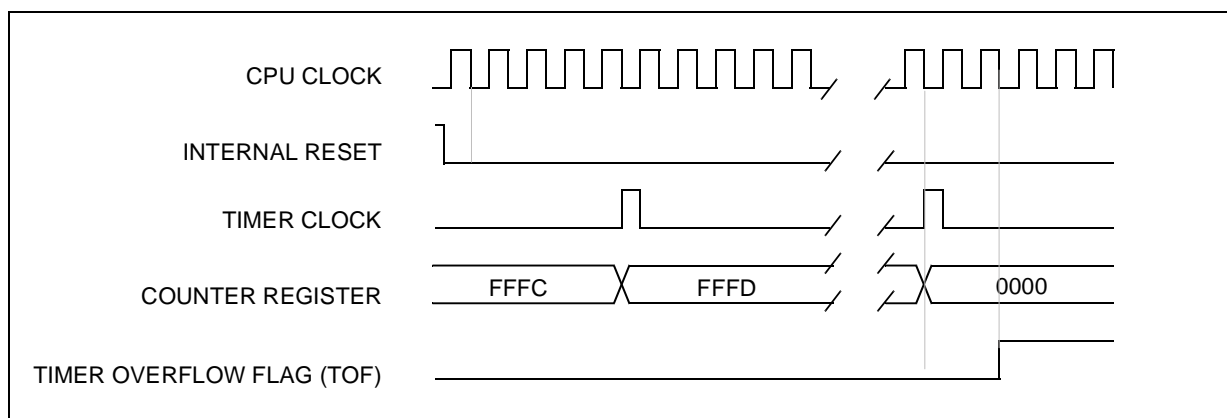 CPU CLOCK
INTERNAL RESET
TIMER CLOCK
COUNTER REGISTER
FFFC
FFFD
0000
TIMER OVERFLOW FLAG (TOF)